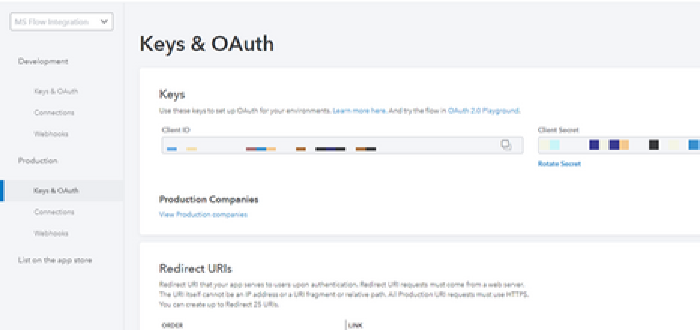 MS Flow Integration
Development
Keys & OAuth
Connections
Webhooks
Production
Keys & OAuth
Connections
Webhooks
List on the app store
Keys & OAuth
Keys
Use these keys to set up OAuth for your environments. Learn more here. And try the flow in OAuth 2.0 Playground.
Client ID
Client Secret
Rotate Secret
Production Companies
View Production companies
Redirect URIs
Redirect URI that your app serves to users upon authentication. Redirect URI requests must come from a web server.
The URI itself cannot be an IP address or a URI fragment or relative path. All Production URI requests must use HTTPS.
You can create up to Redirect 25 URIs.
ORDER
LINK